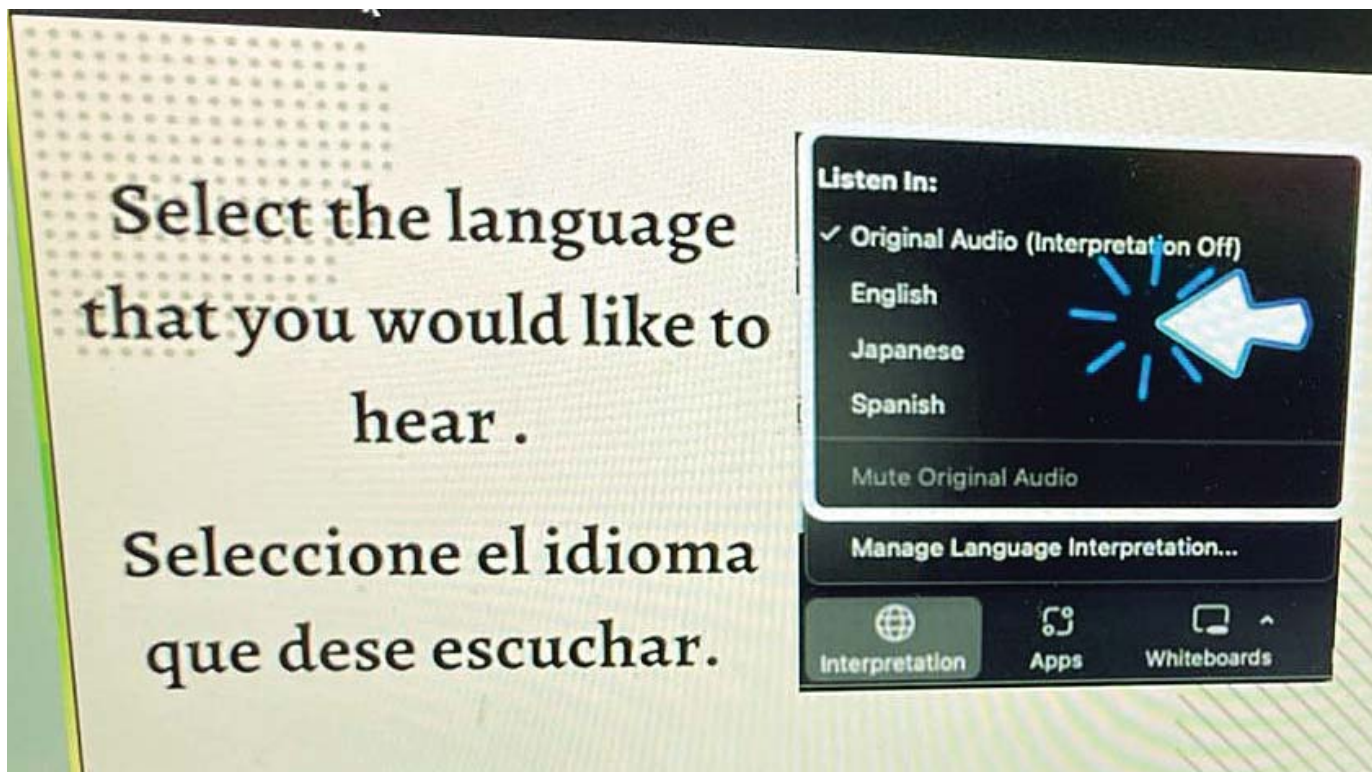 Select the language
that you would like to
hear .
Seleccione el idioma
que dese escuchar.
Listen In:
✓ Original Audio (Interpretation Off)
English
Japanese
Spanish
Mute Original Audio
Manage Language Interpretation...
Interpretation
Apps
Whiteboards